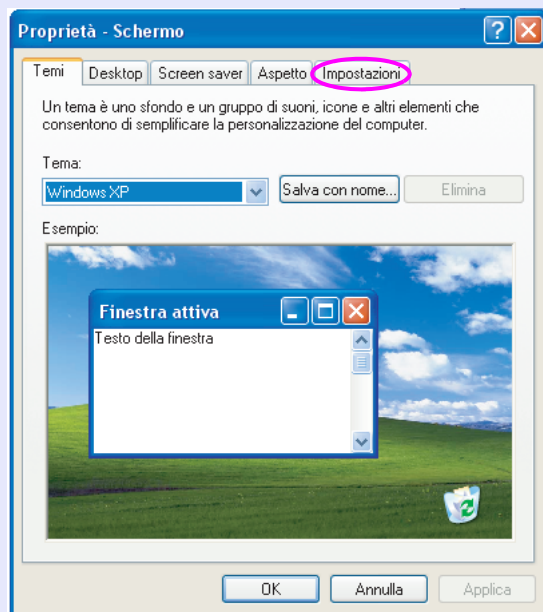 Proprietà - Schermo
Temi Desktop Screen saver Aspetto Impostazioni
Un tema è uno sfondo e un gruppo di suoni, icone e altri elementi che
consentono di semplificare la personalizzazione del computer.
Tema:
Windows XP Salva con nome... Elimina
Esempio:
Finestra attiva
Testo della finestra
OK Annulla Applica